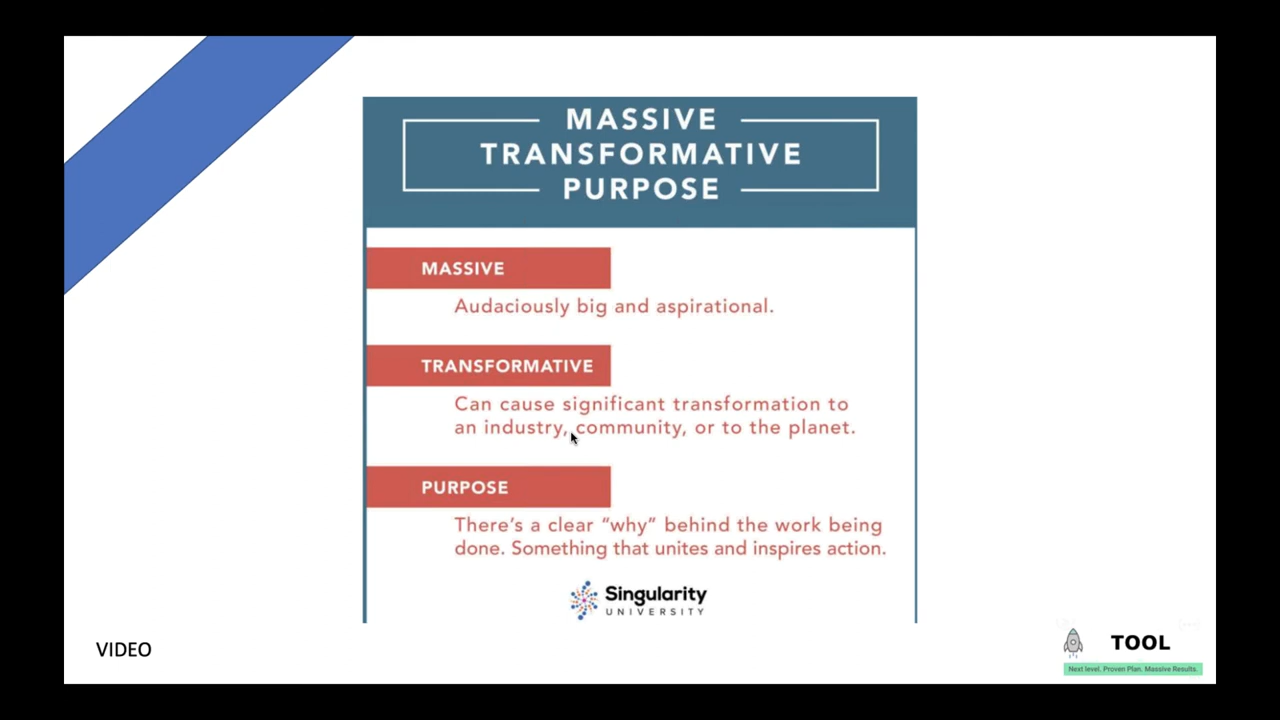 MASSIVE
TRANSFORMATIVE
PURPOSE
MASSIVE
Audaciously big and aspirational.
TRANSFORMATIVE
Can cause significant transformation to
an industry, community, or to the planet.
PURPOSE
There's a clear “why” behind the work being
done. Something that unites and inspires action.
Singularity
UNIVERSITY
VIDEO
TOOL
Next level. Proven Plan. Massive Results.